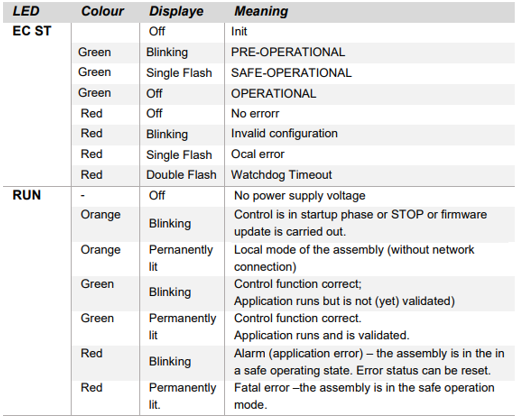 LED Colour Displaye Meaning
EC ST Off Init
Green Blinking PRE-OPERATIONAL
Green Single Flash SAFE-OPERATIONAL
Green Off OPERATIONAL
Red Off No errorr
Red Blinking Invalid configuration
Red Single Flash Ocal error
Red Double Flash Watchdog Timeout
RUN - Off No power supply voltage
Orange Blinking Control is in startup phase or STOP or firmware
update is carried out.
Orange Pernanently Local mode of the assembly (without network
lit connection)
Green Blinking Control function correct;
Application runs but is not (yet) validated)
Green Permanently Control function correct.
lit Application runs and is validated.
Red Blinking Alarm (application error) – the assembly is in the in
a safe operating state. Error status can be reset.
Red Permanently Fatal error –the assembly is in the safe operation
lit. mode.